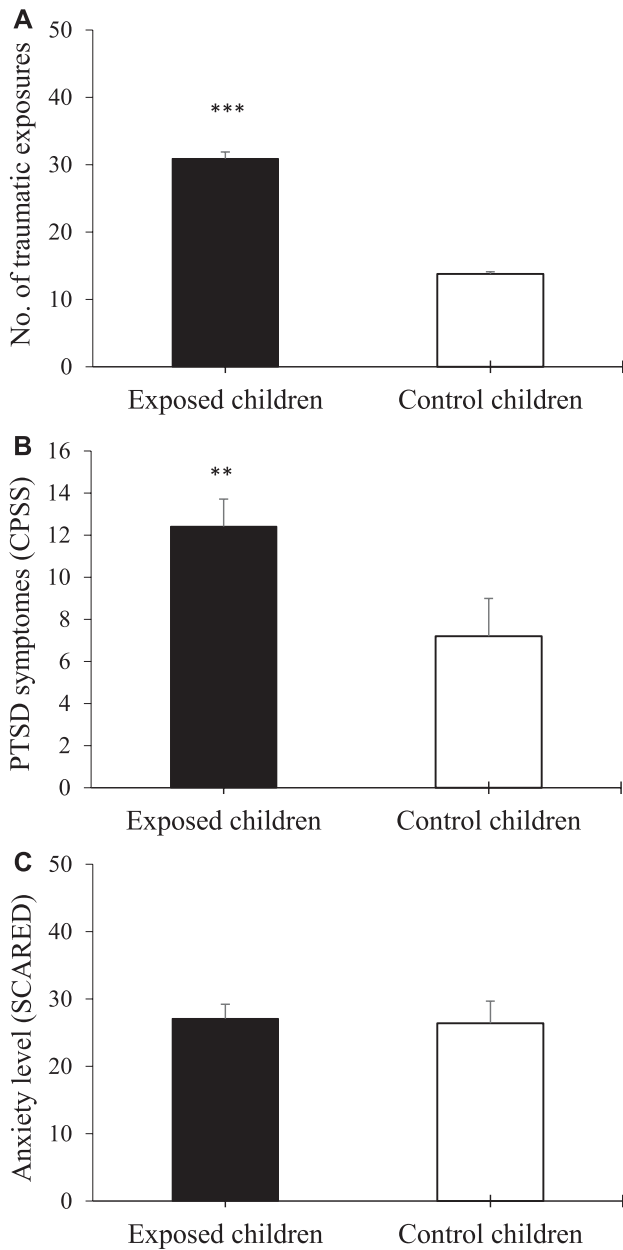 A
No. of traumatic exposures
50
40
30
20
10
0
***
Exposed children
Control children
B
PTSD symptomes (CPSS)
16
14
12
10
8
6
4
2
0
**
Exposed children
Control children
C
Anxiety level (SCARED)
50
40
30
20
10
0
Exposed children
Control children